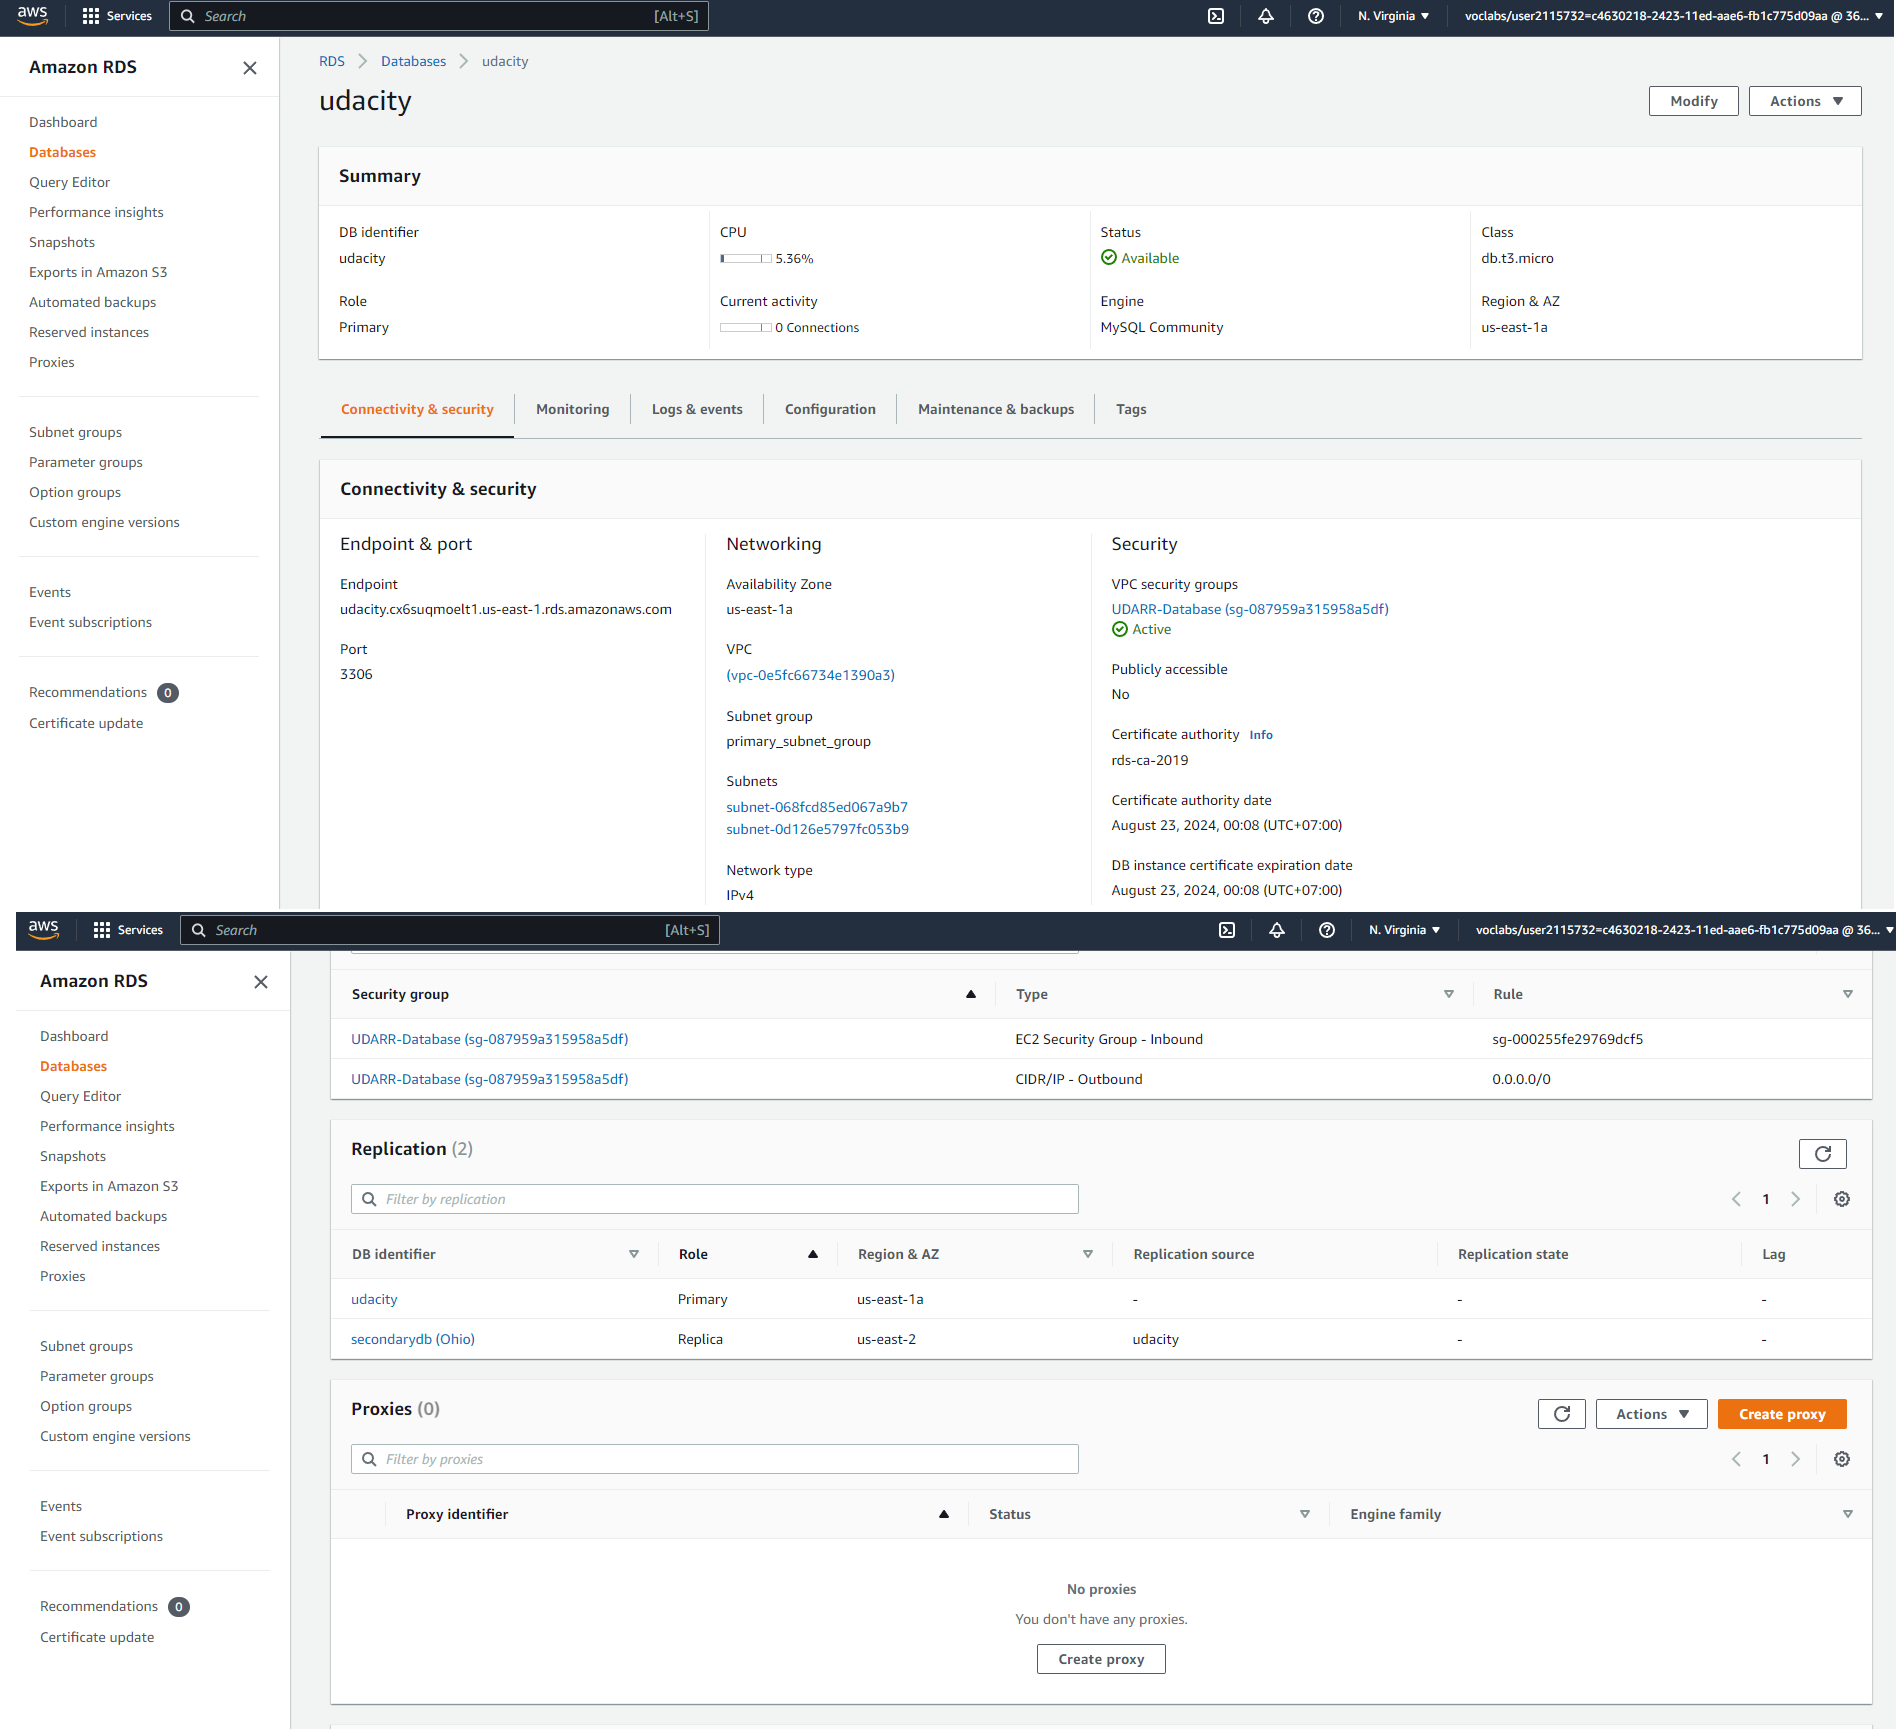 aws Services Search [Alt+S] N. Virginia ▼ voclabs/user2115732=c4630218-2423-11ed-aae6-fb1c775d09aa @ 36... ▼
Amazon RDS
Dashboard
Databases
Query Editor
Performance insights
Snapshots
Exports in Amazon S3
Automated backups
Reserved instances
Proxies
Subnet groups
Parameter groups
Option groups
Custom engine versions
Events
Event subscriptions
Recommendations 0
Certificate update
RDS > Databases > udacity
udacity
Modify Actions ▼
Summary
DB identifier
udacity
Role
Primary
CPU
5.36%
Current activity
0 Connections
Status
Available
Engine
MySQL Community
Class
db.t3.micro
Region & AZ
us-east-1a
Connectivity & security Monitoring Logs & events Configuration Maintenance & backups Tags
Connectivity & security
Endpoint & port
Endpoint
udacity.cx6suqmoelt1.us-east-1.rds.amazonaws.com
Port
3306
Networking
Availability Zone
us-east-1a
VPC
(vpc-0e5fc66734e1390a3)
Subnet group
primary_subnet_group
Subnets
subnet-068fcd85ed067a9b7
subnet-0d126e5797fc053b9
Network type
IPv4
Security
VPC security groups
UDARR-Database (sg-087959a315958a5df)
Active
Publicly accessible
No
Certificate authority Info
rds-ca-2019
Certificate authority date
August 23, 2024, 00:08 (UTC+07:00)
DB instance certificate expiration date
August 23, 2024, 00:08 (UTC+07:00)
aws Services Search [Alt+S] N. Virginia ▼ voclabs/user2115732=c4630218-2423-11ed-aae6-fb1c775d09aa @ 36... ▼
Amazon RDS
Dashboard
Databases
Query Editor
Performance insights
Snapshots
Exports in Amazon S3
Automated backups
Reserved instances
Proxies
Subnet groups
Parameter groups
Option groups
Custom engine versions
Events
Event subscriptions
Recommendations 0
Certificate update
Security group Type Rule
UDARR-Database (sg-087959a315958a5df) EC2 Security Group - Inbound sg-000255fe29769dcf5
UDARR-Database (sg-087959a315958a5df) CIDR/IP - Outbound 0.0.0.0/0
Replication (2)
Filter by replication
< 1 >
DB identifier Role Region & AZ Replication source Replication state Lag
udacity Primary us-east-1a - - -
secondarydb (Ohio) Replica us-east-2 udacity - -
Proxies (0)
Actions ▼ Create proxy
Filter by proxies
< 1 >
Proxy identifier Status Engine family
No proxies
You don't have any proxies.
Create proxy